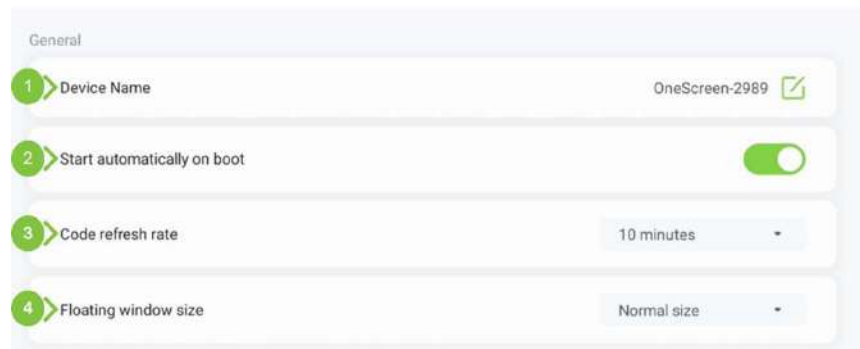 General
1 Device Name OneScreen-2989
2 Start automatically on boot
3 Code refresh rate 10 minutes
4 Floating window size Normal size